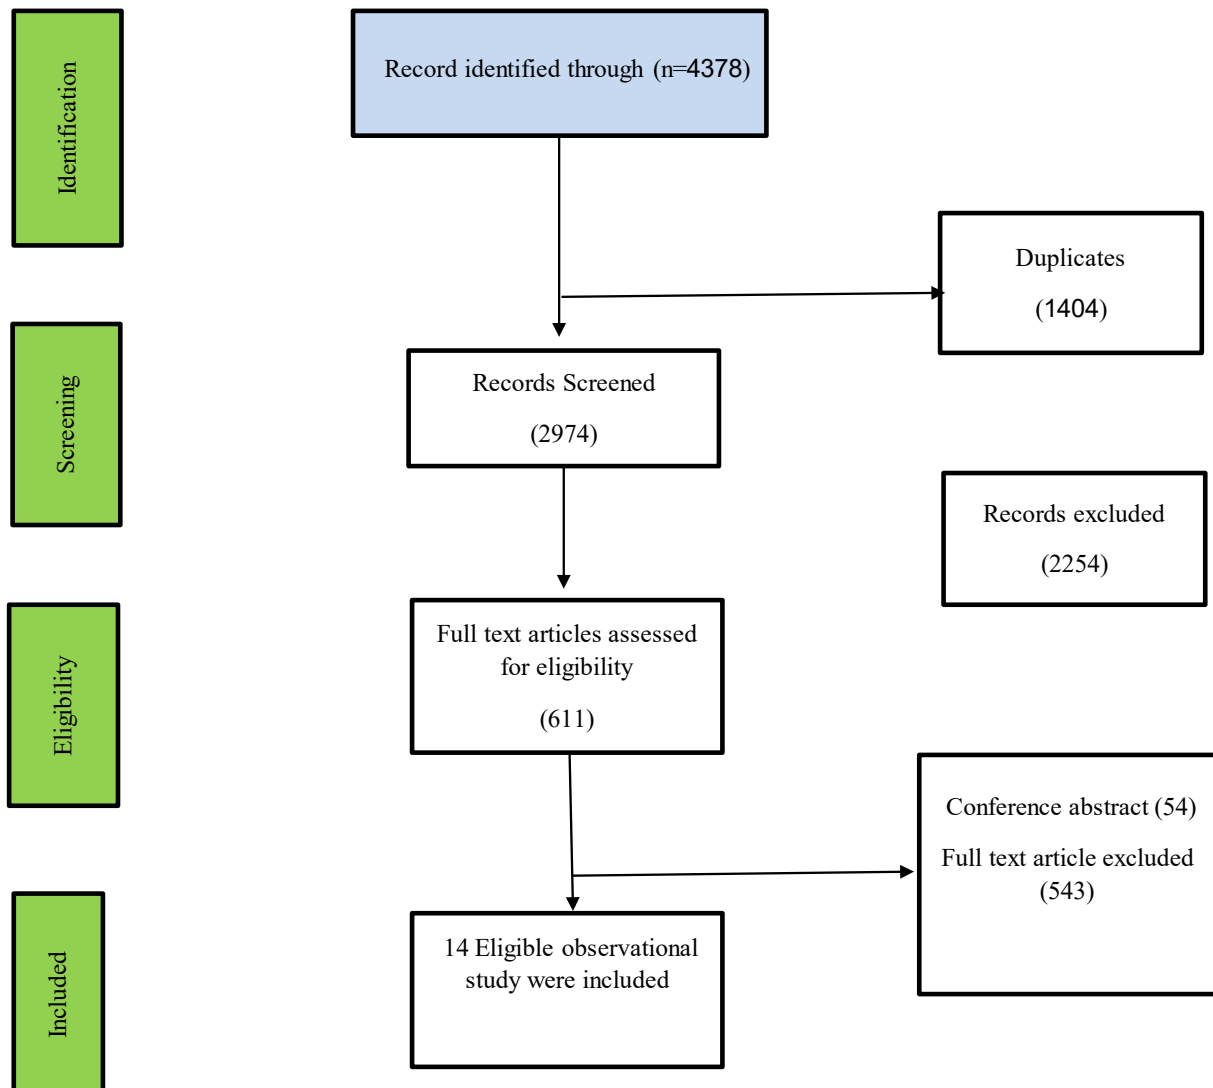 Identification
Record identified through (n=4378)
Duplicates
(1404)
Screening
Records Screened
(2974)
Records excluded
(2254)
Eligibility
Full text articles assessed
for eligibility
(611)
Conference abstract (54)
Full text article excluded
(543)
Included
14 Eligible observational
study were included